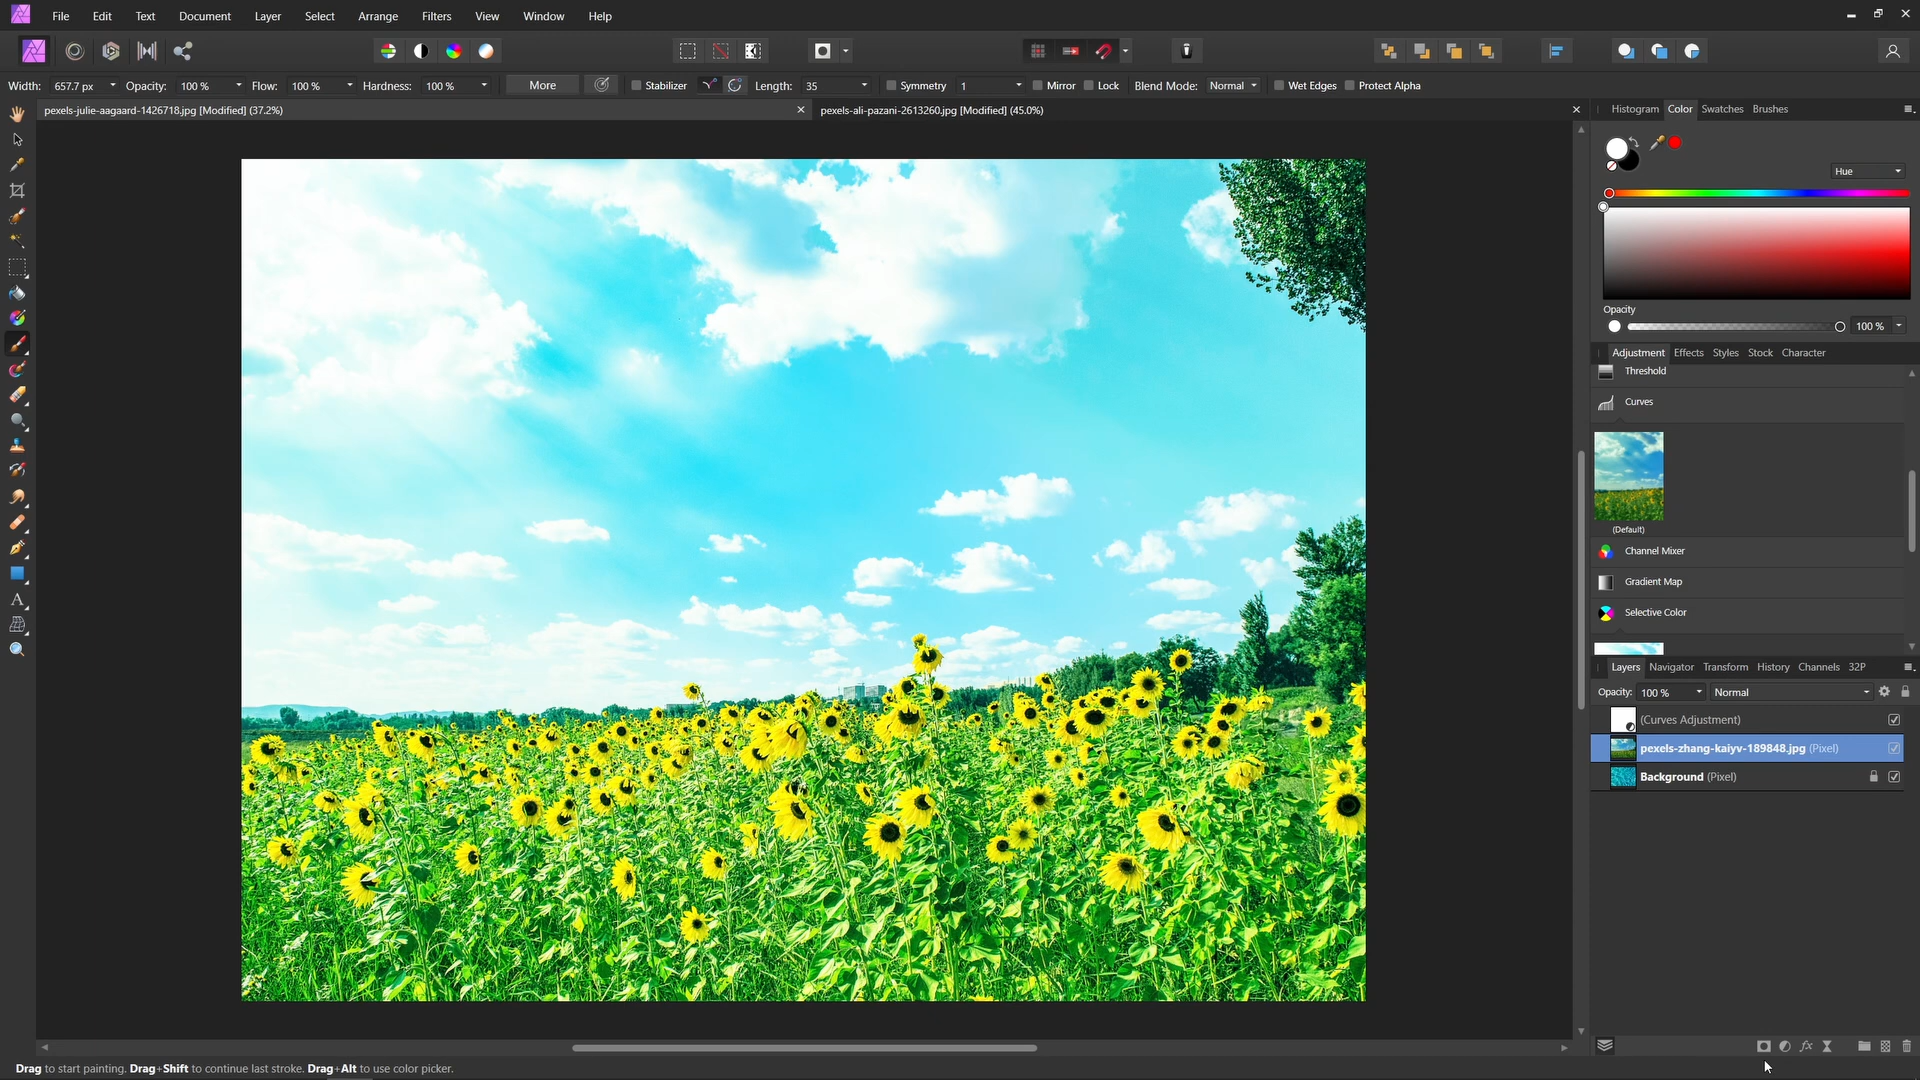 File Edit Text Document Layer Select Arrange Filters View Window Help
Width: 657.7 px Opacity: 100 % Flow: 100 % Hardness: 100 % More Stabilizer Length: 35 Symmetry 1 Mirror Lock Blend Mode: Normal Wet Edges Protect Alpha
pexels-julie-aagaard-1426718.jpg [Modified] (37.2%) pexels-ali-pazani-2613260.jpg [Modified] (45.0%)
Histogram Color Swatches Brushes
Hue
Opacity
100 %
Adjustment Effects Styles Stock Character
Threshold
Curves
(Default)
Channel Mixer
Gradient Map
Selective Color
Layers Navigator Transform History Channels 32P
Opacity: 100 % Normal
(Curves Adjustment)
pexels-zhang-kaiyv-189848.jpg (Pixel)
Background (Pixel)
Drag to start painting. Drag+Shift to continue last stroke. Drag+Alt to use color picker.